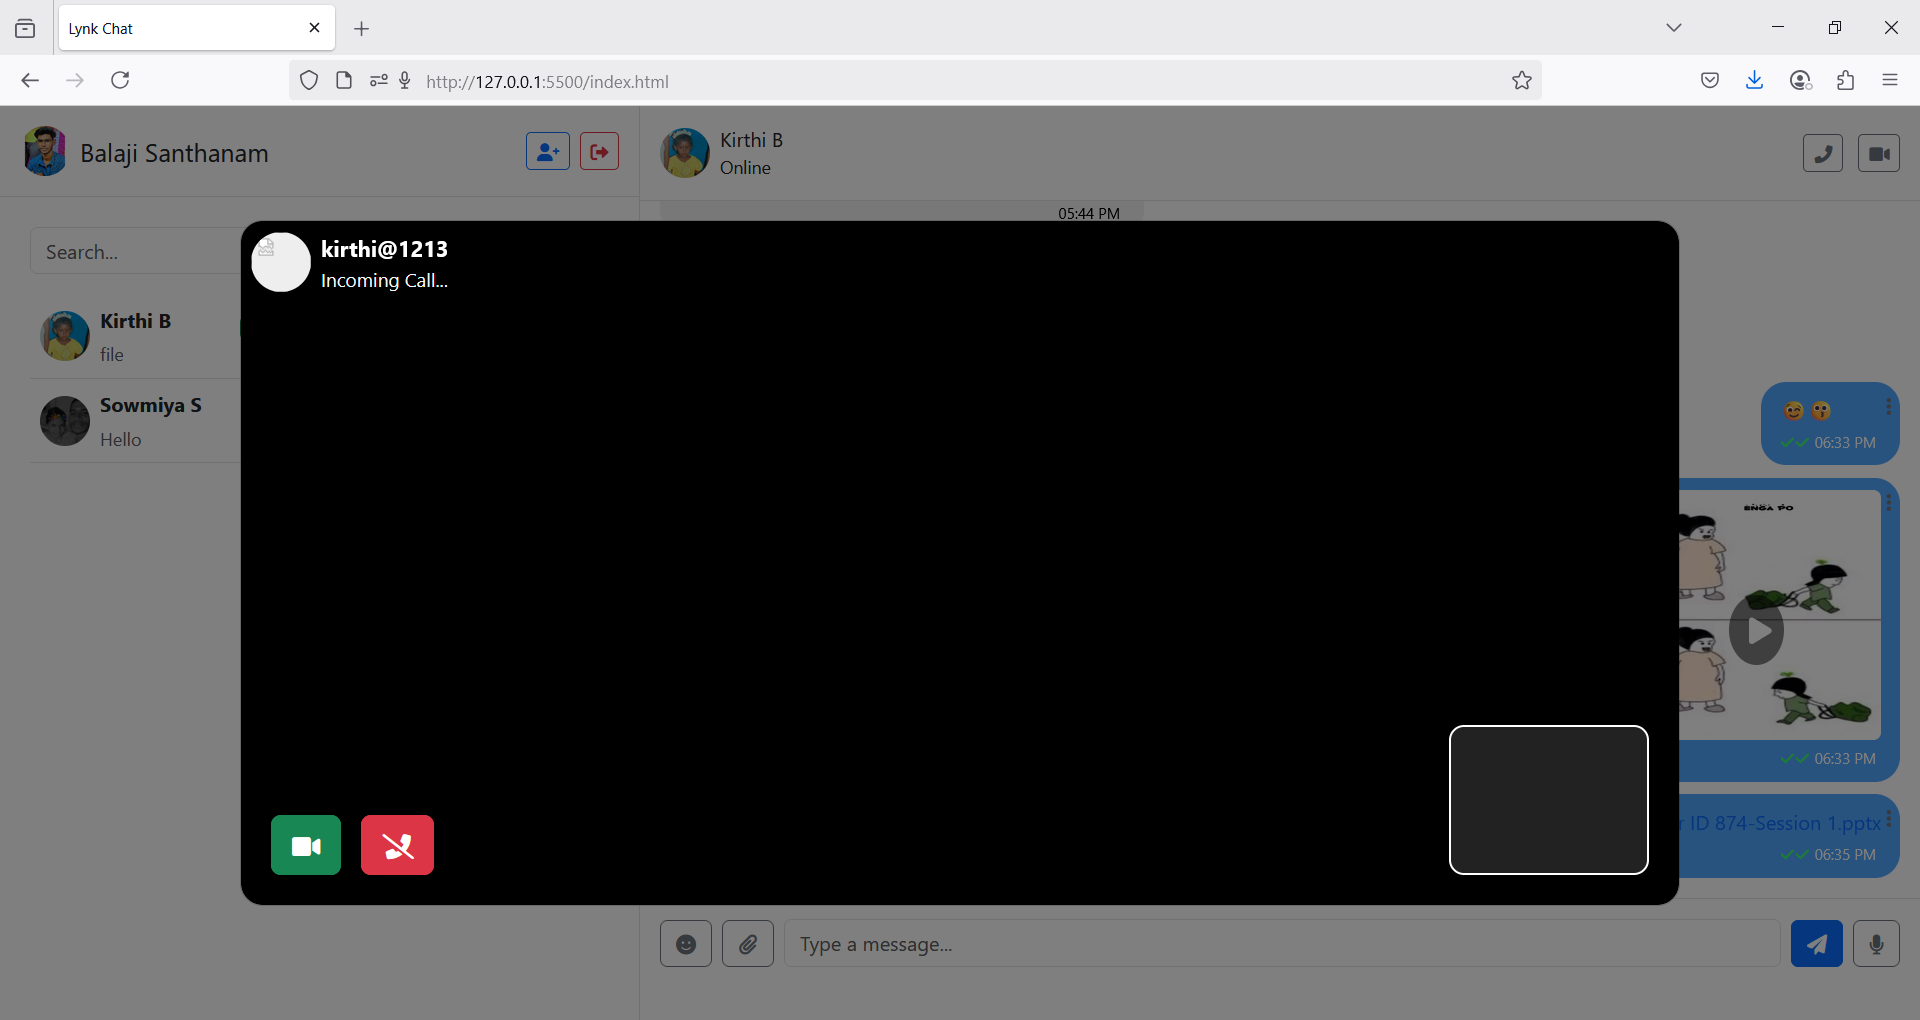 Lynk Chat
http://127.0.0.1:5500/index.html
Balaji Santhanam
Kirthi B
Online
05:44 PM
Search...
kirthi@1213
Incoming Call...
Kirthi B
file
Sowmiya S
Hello
06:33 PM
ENGA PO
06:33 PM
r ID 874-Session 1.pptx
06:35 PM
Type a message...